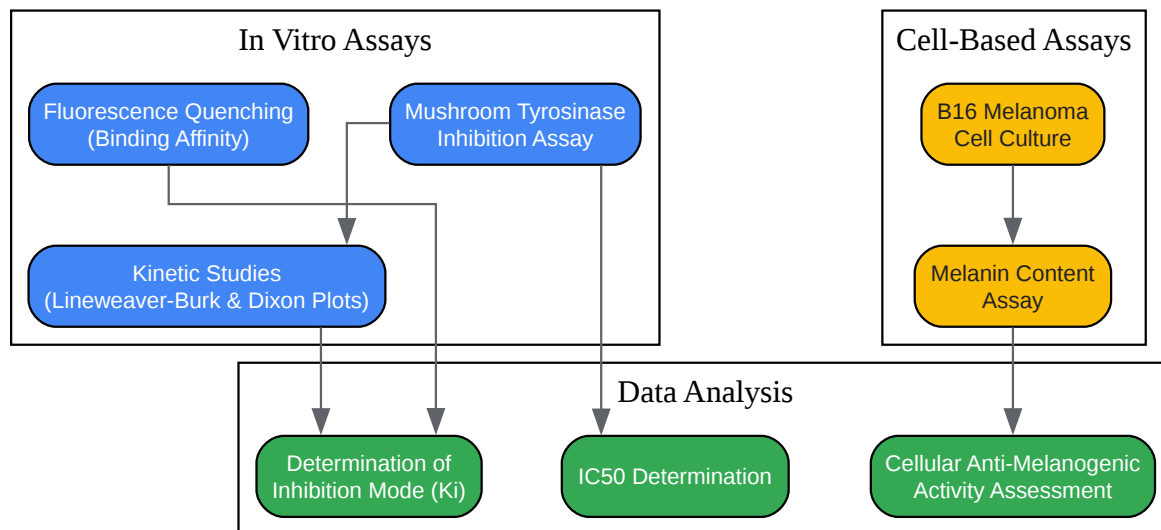 In Vitro Assays
Fluorescence Quenching
(Binding Affinity)
Mushroom Tyrosinase
Inhibition Assay
Kinetic Studies
(Lineweaver-Burk & Dixon Plots)
Cell-Based Assays
B16 Melanoma
Cell Culture
Melanin Content
Assay
Data Analysis
Determination of
Inhibition Mode (Ki)
IC50 Determination
Cellular Anti-Melanogenic
Activity Assessment